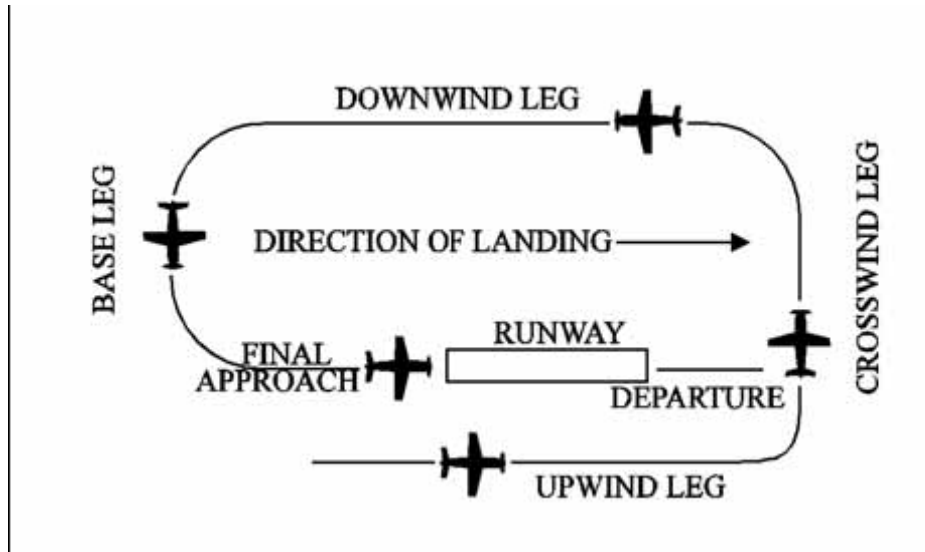 DOWNWIND LEG
BASE LEG
DIRECTION OF LANDING
CROSSWIND LEG
RUNWAY
FINAL
APPROACH
DEPARTURE
UPWIND LEG